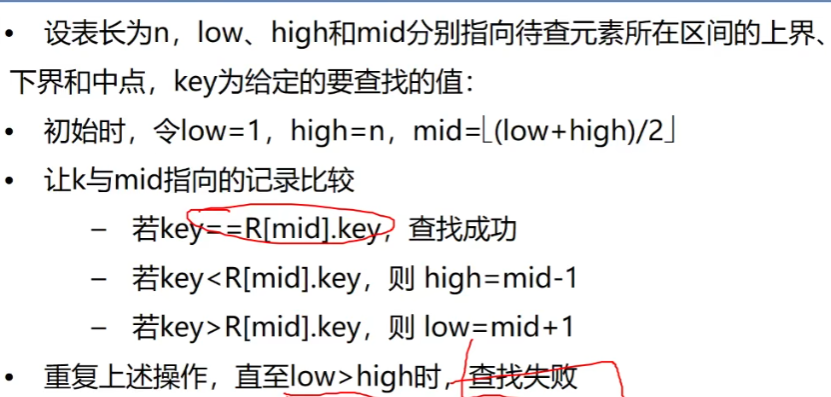 • 设表长为n，low、high和mid分别指向待查元素所在区间的上界、
下界和中点，key为给定的要查找的值：
• 初始时，令low=1，high=n，mid=⌊(low+high)/2⌋
• 让k与mid指向的记录比较
– 若key==R[mid].key，查找成功
– 若key<R[mid].key，则 high=mid-1
– 若key>R[mid].key，则 low=mid+1
• 重复上述操作，直至low>high时，查找失败